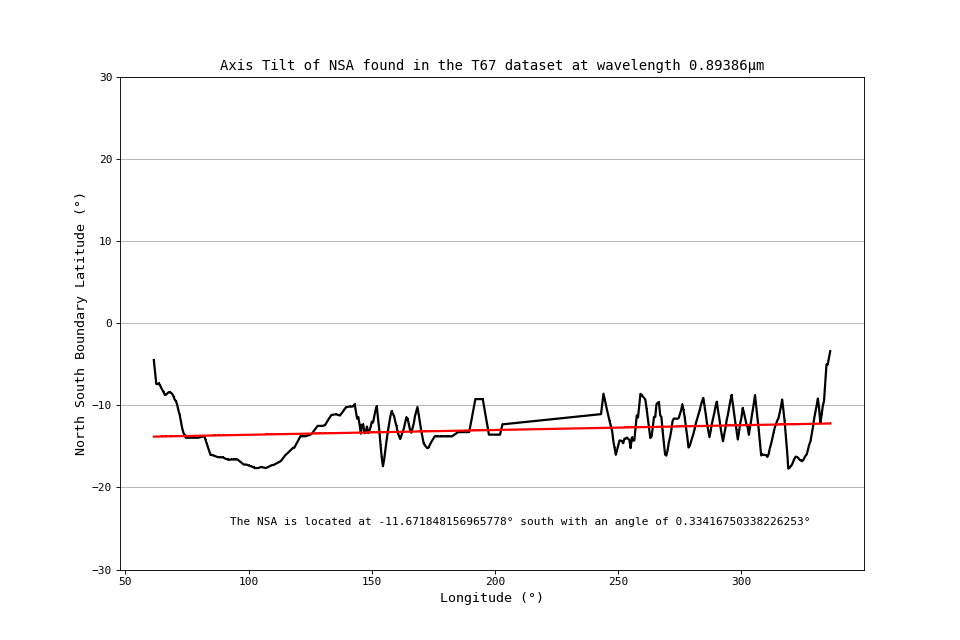 Axis Tilt of NSA found in the T67 dataset at wavelength 0.89386μm
30
20
10
0
−10
−20
−30
North South Boundary Latitude (°)
The NSA is located at -11.671848156965778° south with an angle of 0.33416750338226253°
50 100 150 200 250 300
Longitude (°)